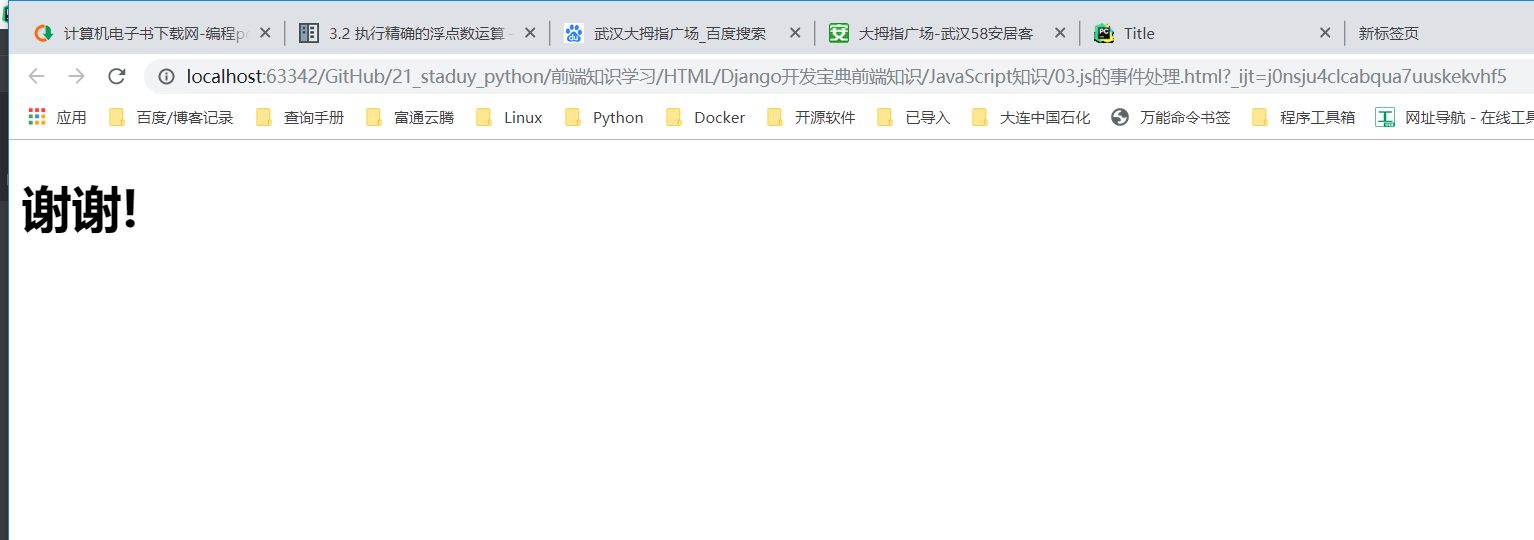 计算机电子书下载网-编程p 3.2 执行精确的浮点数运算 - 武汉大拇指广场_百度搜索 大拇指广场-武汉58安居客 Title 新标签页
localhost:63342/GitHub/21_staduy_python/前端知识学习/HTML/Django开发宝典前端知识/JavaScript知识/03.js的事件处理.html?_ijt=j0nsju4clcabqua7uuskekvhf5
应用 百度/博客记录 查询手册 富通云腾 Linux Python Docker 开源软件 已导入 大连中国石化 万能命令书签 程序工具箱 网址导航 - 在线工具
谢谢!